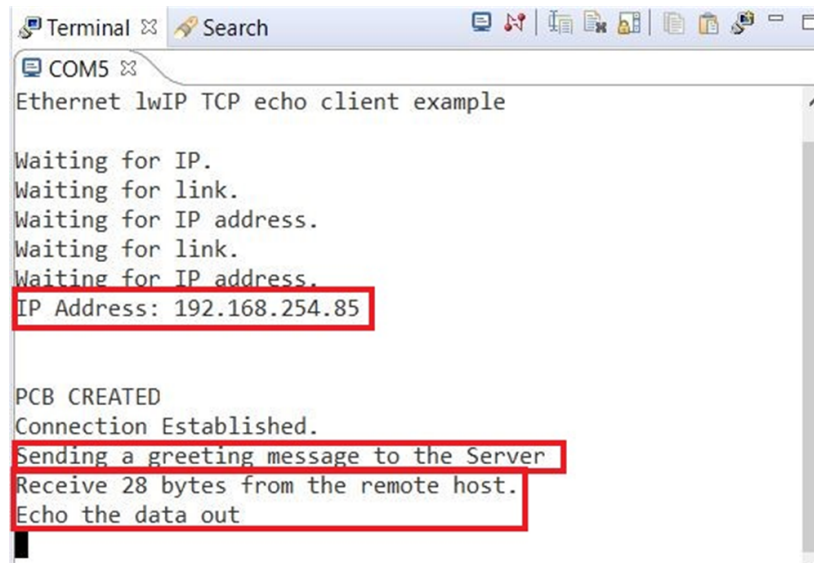 Terminal Search
COM5
Ethernet lwIP TCP echo client example
Waiting for IP.
Waiting for link.
Waiting for IP address.
Waiting for link.
Waiting for IP address.
IP Address: 192.168.254.85
PCB CREATED
Connection Established.
Sending a greeting message to the Server
Receive 28 bytes from the remote host.
Echo the data out